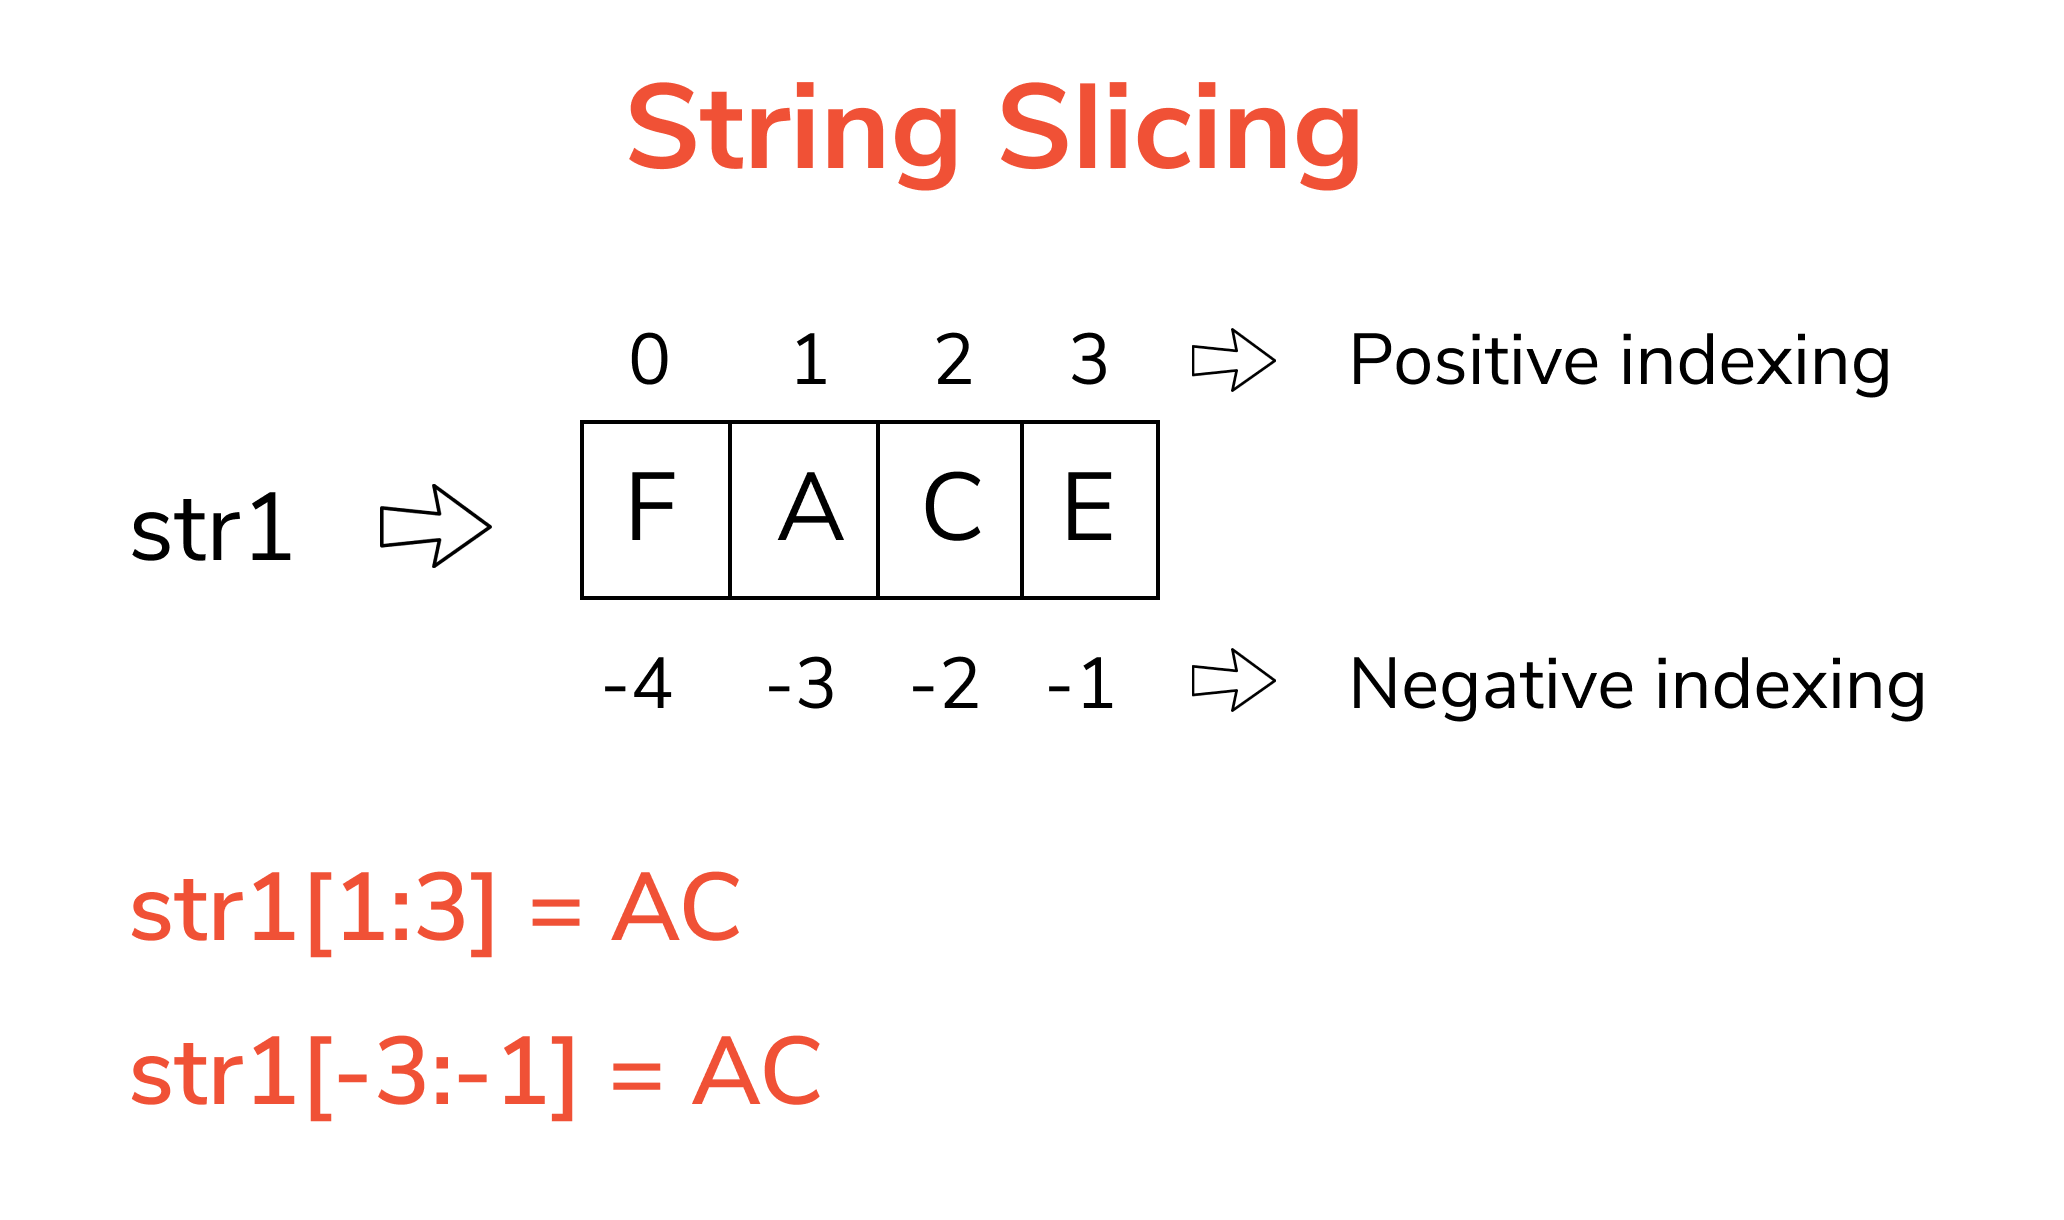 String Slicing
0 1 2 3 Positive indexing
str1 F A C E
-4 -3 -2 -1 Negative indexing
str1[1:3] = AC
str1[-3:-1] = AC